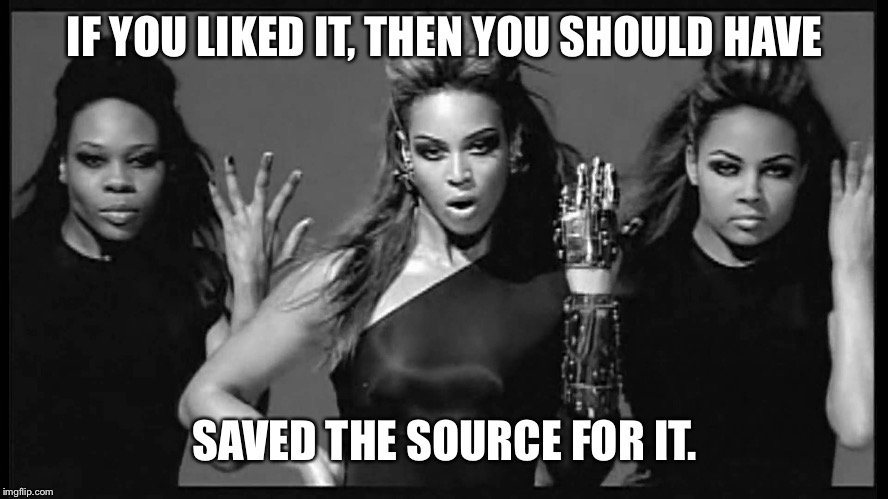 IF YOU LIKED IT, THEN YOU SHOULD HAVE
SAVED THE SOURCE FOR IT.
imgflip.com